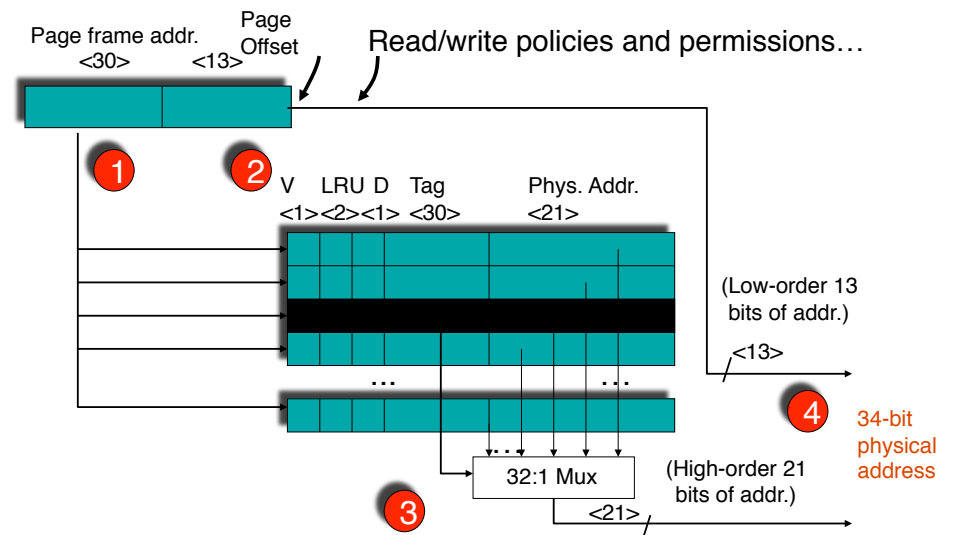 Page frame addr.
<30>
<13>
Page
Offset
Read/write policies and permissions…
1
2
V LRU D Tag Phys. Addr.
<1> <2> <1> <30> <21>
(Low-order 13
bits of addr.)
<13>
...
...
4
34-bit
physical
address
...
32:1 Mux
(High-order 21
bits of addr.)
3
<21>